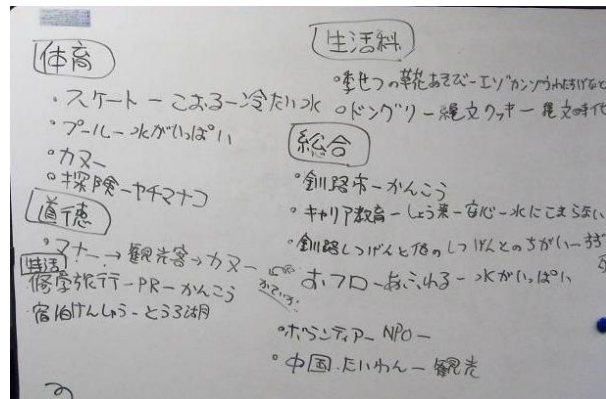 体育
・スケート ー こおるー冷たい水
・プールー水がいっぱい
・カヌー
・探険ーヤチマナコ
道徳
・マナー → 観光客 → カヌー
生活
修学旅行ーPRーかんこう
宿泊けんしゅうーとうろ湖
生活科
・季せつの草花あそびーエゾカンゾウ
・ドングリー縄文クッキー縄文時代
総合
・釧路市ーかんこう
・キャリア教育ーしょう来ー安心ー水にこまらない
・釧路しつげんと他のしつげんとのちがいー
おフローあふれるー水がいっぱい
・ボランティアーNPOー
・中国.たいわんー観光